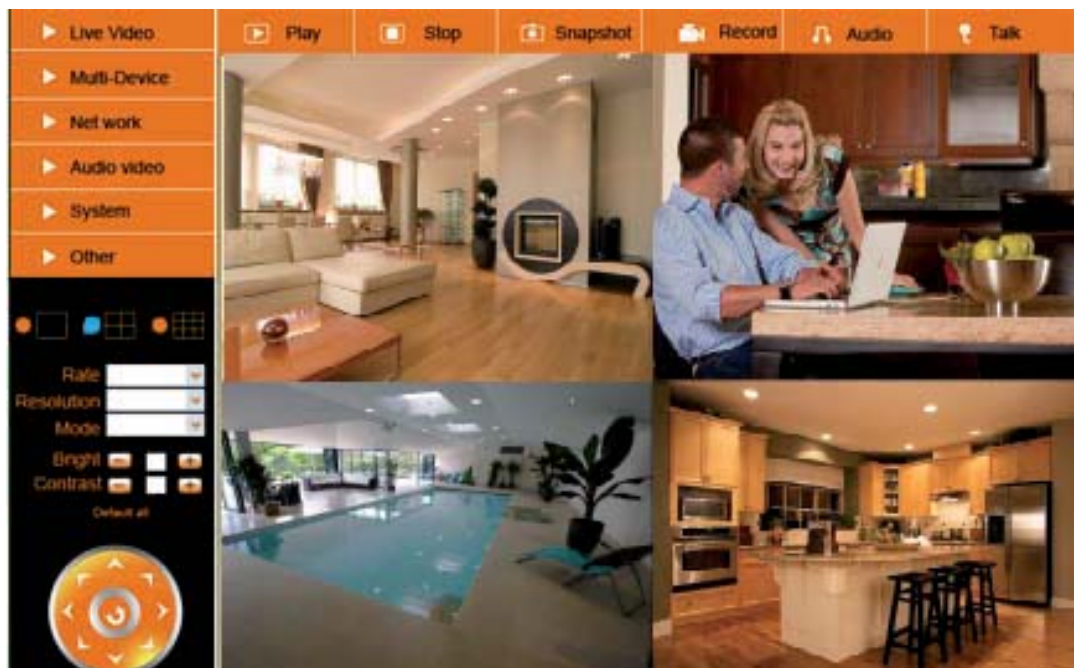 Live Video
Play
Stop
Snapshot
Record
Audio
Talk
Multi-Device
Net work
Audio video
System
Other
Rate
Resolution
Mode
Bright
Contrast
Default all